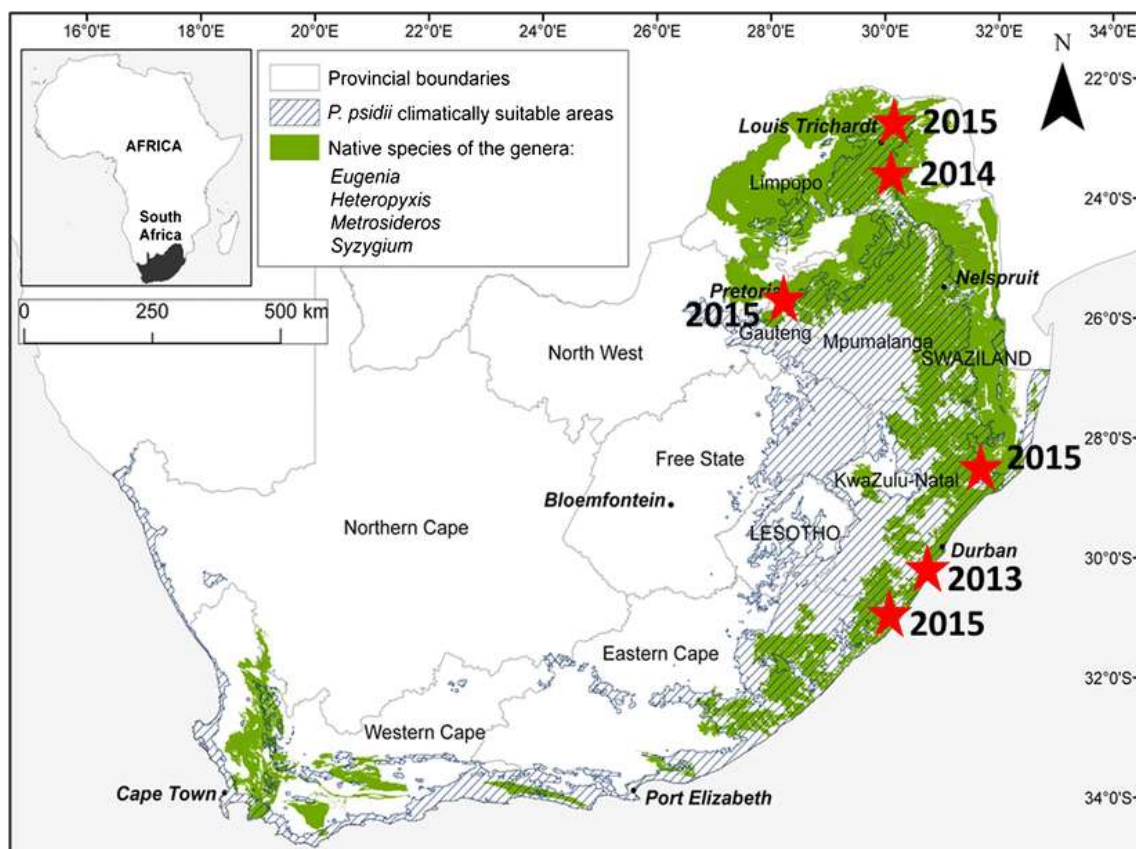 16°0'E
18°0'E
20°0'E
22°0'E
24°0'E
26°0'E
28°0'E
30°0'E
32°0'E
34°0'E
N
AFRICA
South
Africa
Provincial boundaries
P. psidii climatically suitable areas
Native species of the genera:
Eugenia
Heteropyxis
Metrosideros
Syzygium
0
250
500 km
22°0'S
24°0'S
26°0'S
28°0'S
30°0'S
32°0'S
34°0'S
Louis Trichardt
2015
2014
Limpopo
Nelspruit
Pretoria
2015
Gauteng
Mpumalanga
North West
SWAZILAND
Free State
2015
KwaZulu-Natal
Bloemfontein
Northern Cape
LESOTHO
Durban
2013
2015
Eastern Cape
Western Cape
Cape Town
Port Elizabeth